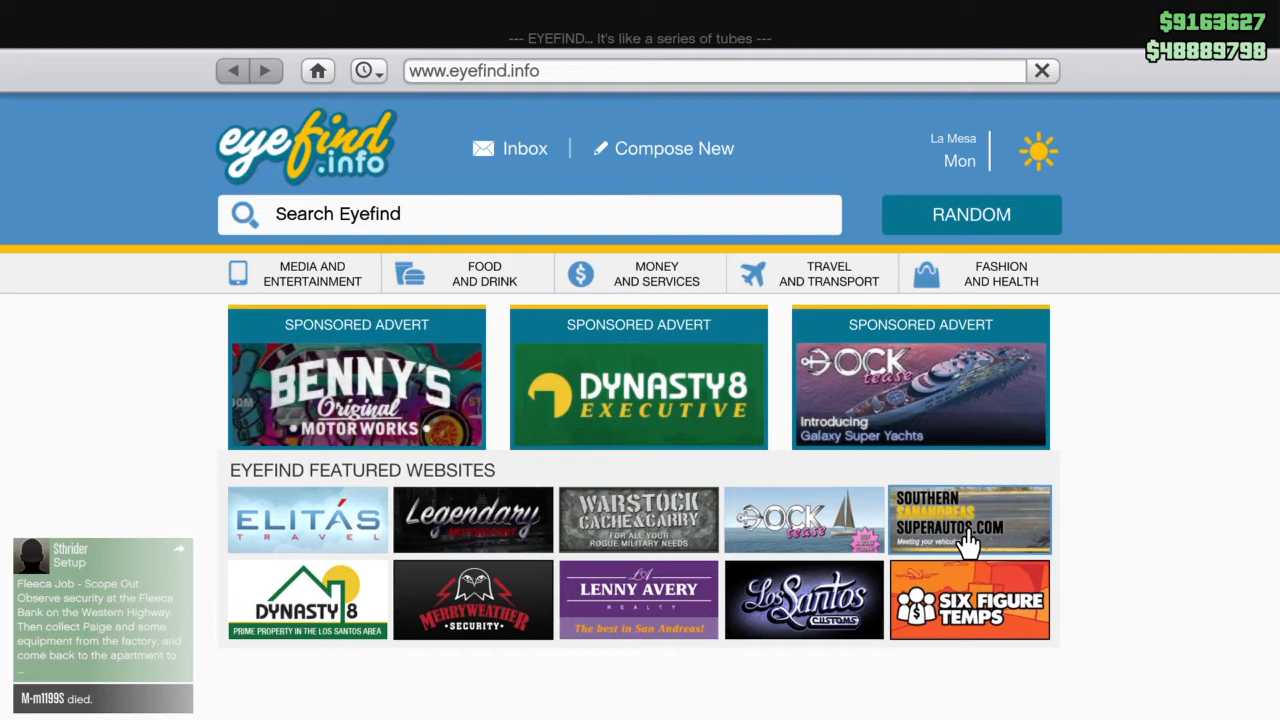 $9163627
--- EYEFIND... It's like a series of tubes ---
$48889798
www.eyefind.info
eyefind
.info
Inbox
Compose New
La Mesa
Mon
Search Eyefind
RANDOM
MEDIA AND
ENTERTAINMENT
FOOD
AND DRINK
MONEY
AND SERVICES
TRAVEL
AND TRANSPORT
FASHION
AND HEALTH
SPONSORED ADVERT
BENNY'S
Original
MOTOR WORKS
SPONSORED ADVERT
DYNASTY8
EXECUTIVE
SPONSORED ADVERT
DOCK
tease
Introducing
Galaxy Super Yachts
EYEFIND FEATURED WEBSITES
ELITÁS
TRAVEL
Legendary
MOTORSPORT
WARSTOCK
CACHE & CARRY
FOR ALL YOUR
ROGUE MILITARY NEEDS
DOCK
tease
SOUTHERN
SANANDREAS
SUPERAUTOS.COM
Meeting your vehicu
DYNASTY 8
PRIME PROPERTY IN THE LOS SANTOS AREA
MERRYWEATHER
SECURITY
LA
LENNY AVERY
REALTY
The best in San Andreas!
Los Santos
CUSTOMS
SIX FIGURE
TEMPS
Sthrider
Setup
Fleeca Job - Scope Out
Observe security at the Fleeca
Bank on the Western Highway.
Then collect Paige and some
equipment from the factory, and
come back to the apartment to
...
M-m1199S died.